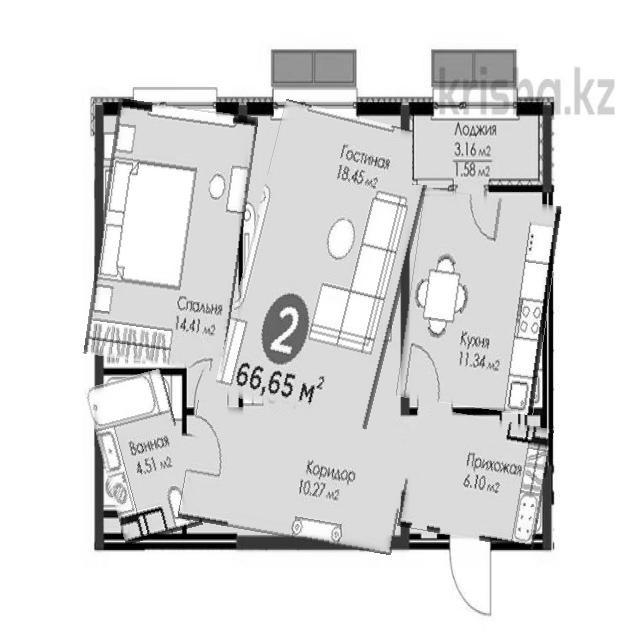 krisha.kz
Лоджия
3.16 м2
1.58 м2
Гостиная
18.45 м2
Спальня
14.41 м2
2
66,65 м²
Кухня
11.34 м2
Ванная
4.51 м2
Коридор
10.27 м2
Прихожая
6.10 м2